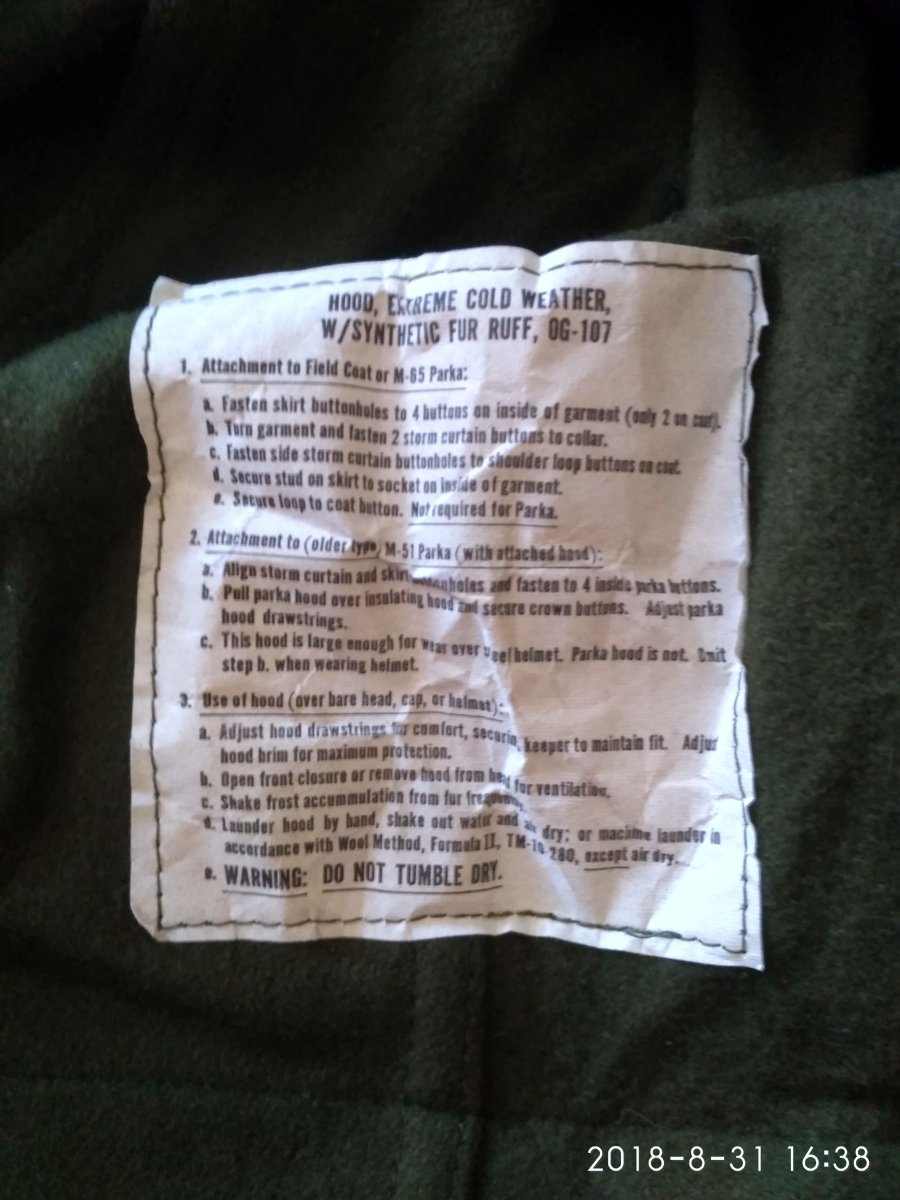 HOOD, EXTREME COLD WEATHER,
W/SYNTHETIC FUR RUFF, OG-107
1. Attachment to Field Coat or M-65 Parka:
a. Fasten skirt buttonholes to 4 buttons on inside of garment (only 2 on coat).
b. Turn garment and fasten 2 storm curtain buttons to collar.
c. Fasten side storm curtain buttonholes to shoulder loop buttons on coat.
d. Secure stud on skirt to socket on inside of garment.
e. Secure loop to coat button. Not required for Parka.
2. Attachment to (older type) M-51 Parka (with attached hood):
a. Align storm curtain and skirt buttonholes and fasten to 4 inside parka buttons.
b. Pull parka hood over insulating hood and secure crown buttons. Adjust parka
hood drawstrings.
c. This hood is large enough for wear over steel helmet. Parka hood is not. Omit
step b. when wearing helmet.
3. Use of hood (over bare head, cap, or helmet):
a. Adjust hood drawstrings for comfort, securing keeper to maintain fit. Adjust
hood brim for maximum protection.
b. Open front closure or remove hood from head for ventilation.
c. Shake frost accummulation from fur frequently.
d. Launder hood by hand, shake out water and air dry; or machine launder in
accordance with Wool Method, Formula II, TM-10-280, except air dry.
e. WARNING: DO NOT TUMBLE DRY.
2018-8-31 16:38